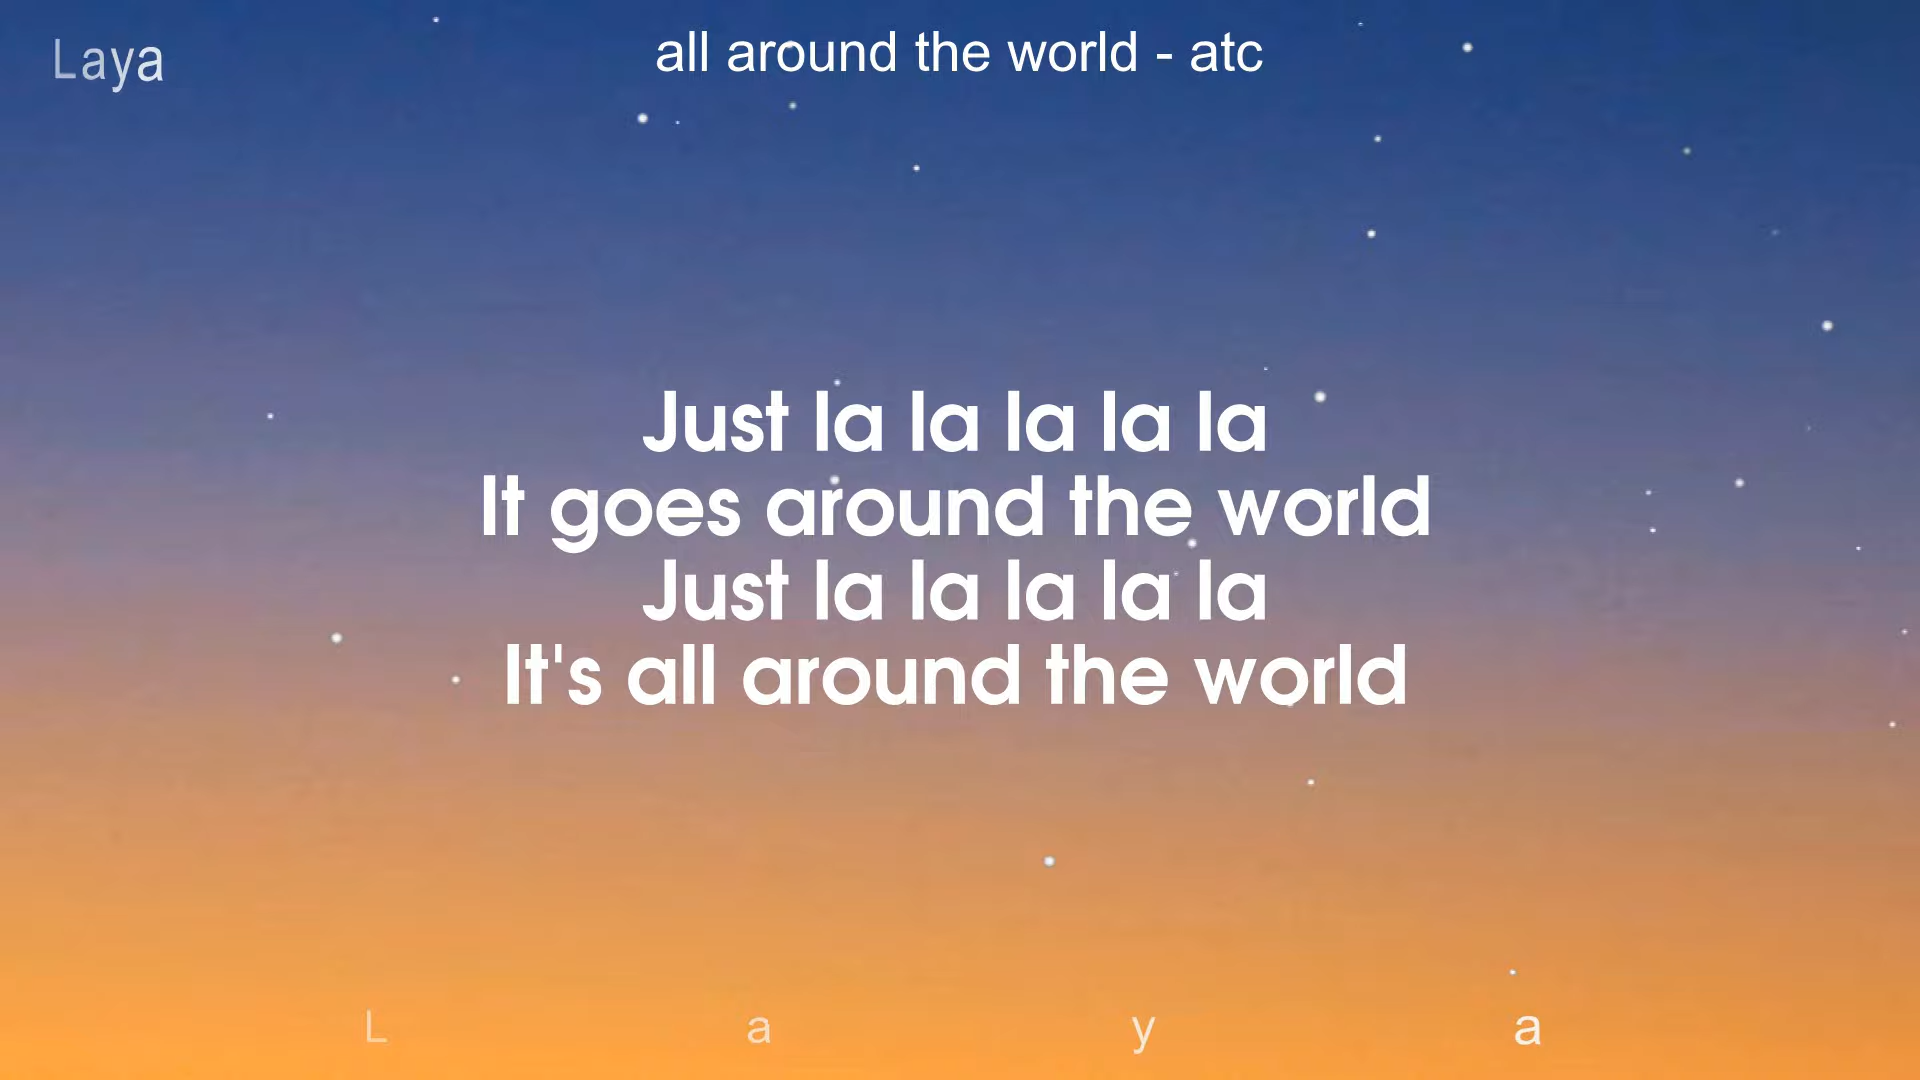 Laya
all around the world - atc
Just la la la la la
It goes around the world
Just la la la la la
It's all around the world
L a y a